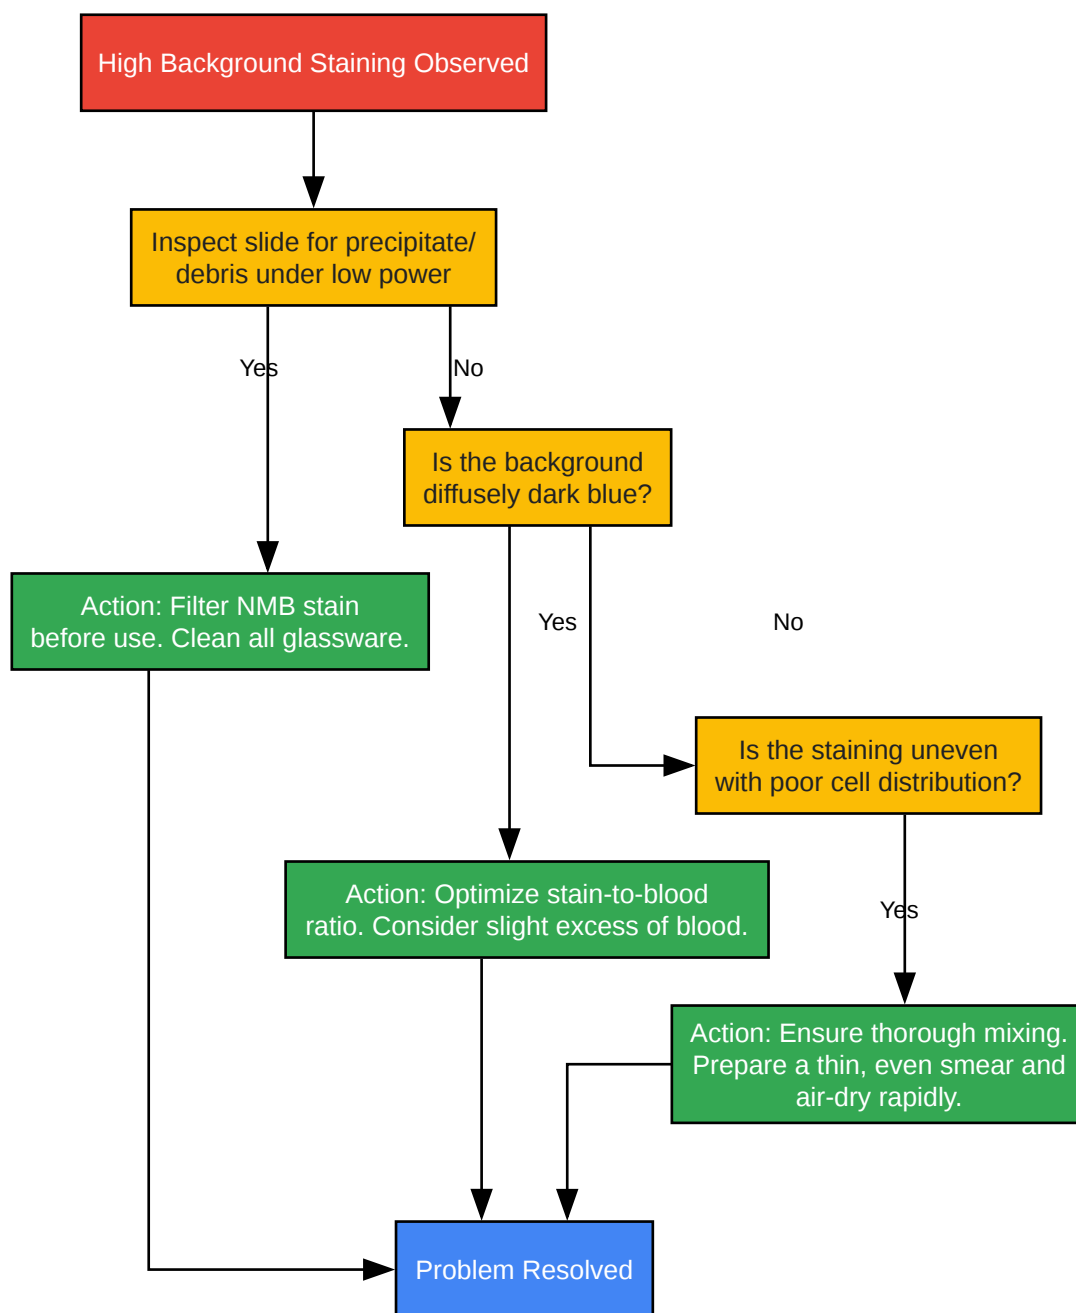 High Background Staining Observed
Inspect slide for precipitate/
debris under low power
Yes
No
Is the background
diffusely dark blue?
Action: Filter NMB stain
before use. Clean all glassware.
Yes
No
Is the staining uneven
with poor cell distribution?
Action: Optimize stain-to-blood
ratio. Consider slight excess of blood.
Yes
Action: Ensure thorough mixing.
Prepare a thin, even smear and
air-dry rapidly.
Problem Resolved